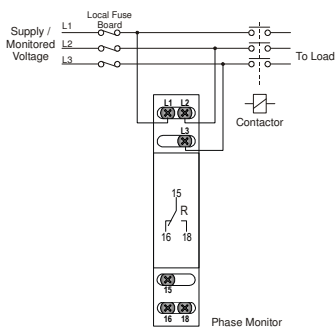 Supply /
Monitored
Voltage
L1
L2
L3
Local Fuse
Board
To Load
Contactor
L1 L2
L3
15
R
16 18
15
16 18
Phase Monitor